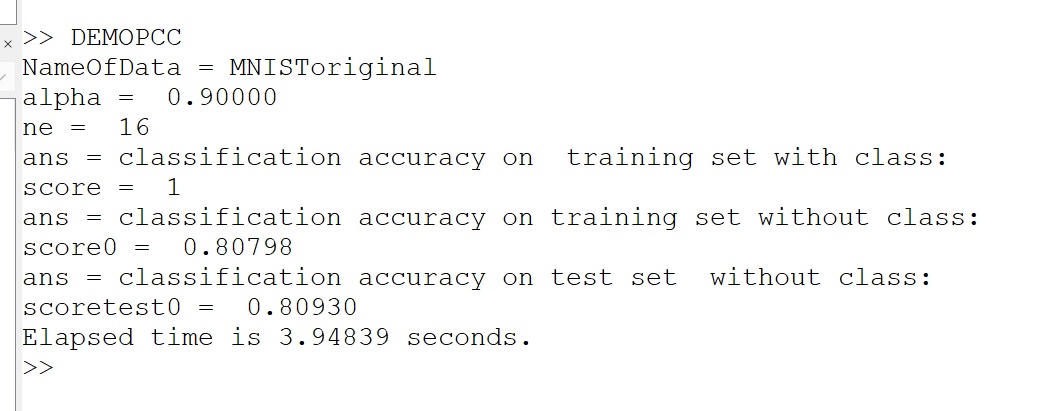 >> DEMOPCC
NameOfData = MNISToriginal
alpha =  0.90000
ne =  16
ans = classification accuracy on  training set with class:
score =  1
ans = classification accuracy on training set without class:
score0 =  0.80798
ans = classification accuracy on test set  without class:
scoretest0 =  0.80930
Elapsed time is 3.94839 seconds.
>>